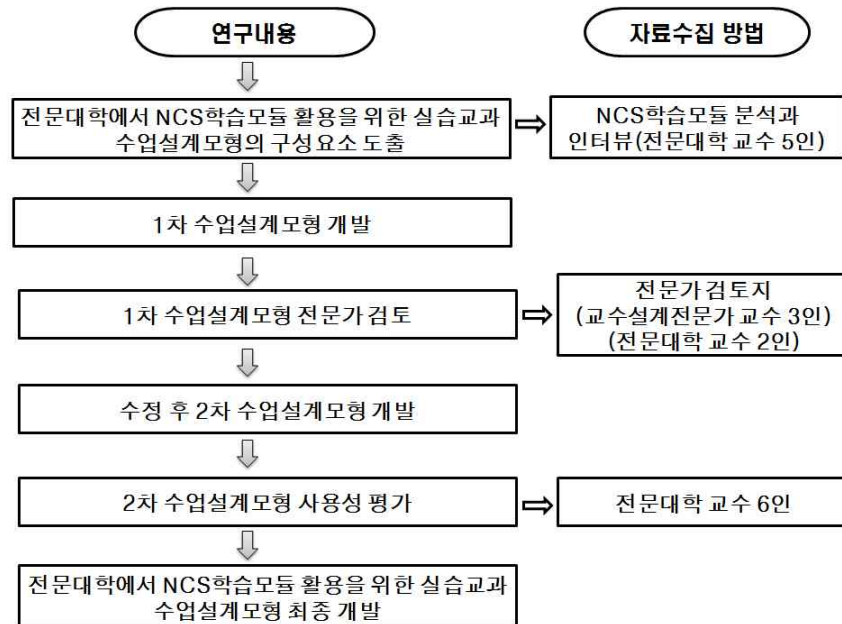 연구내용
자료수집 방법
전문대학에서 NCS학습모듈 활용을 위한 실습교과
수업설계모형의 구성요소 도출
NCS학습모듈 분석과
인터뷰(전문대학 교수 5인)
1차 수업설계모형 개발
1차 수업설계모형 전문가 검토
전문가 검토지
(교수설계전문가 교수 3인)
(전문대학 교수 2인)
수정 후 2차 수업설계모형 개발
2차 수업설계모형 사용성 평가
전문대학 교수 6인
전문대학에서 NCS학습모듈 활용을 위한 실습교과
수업설계모형 최종 개발